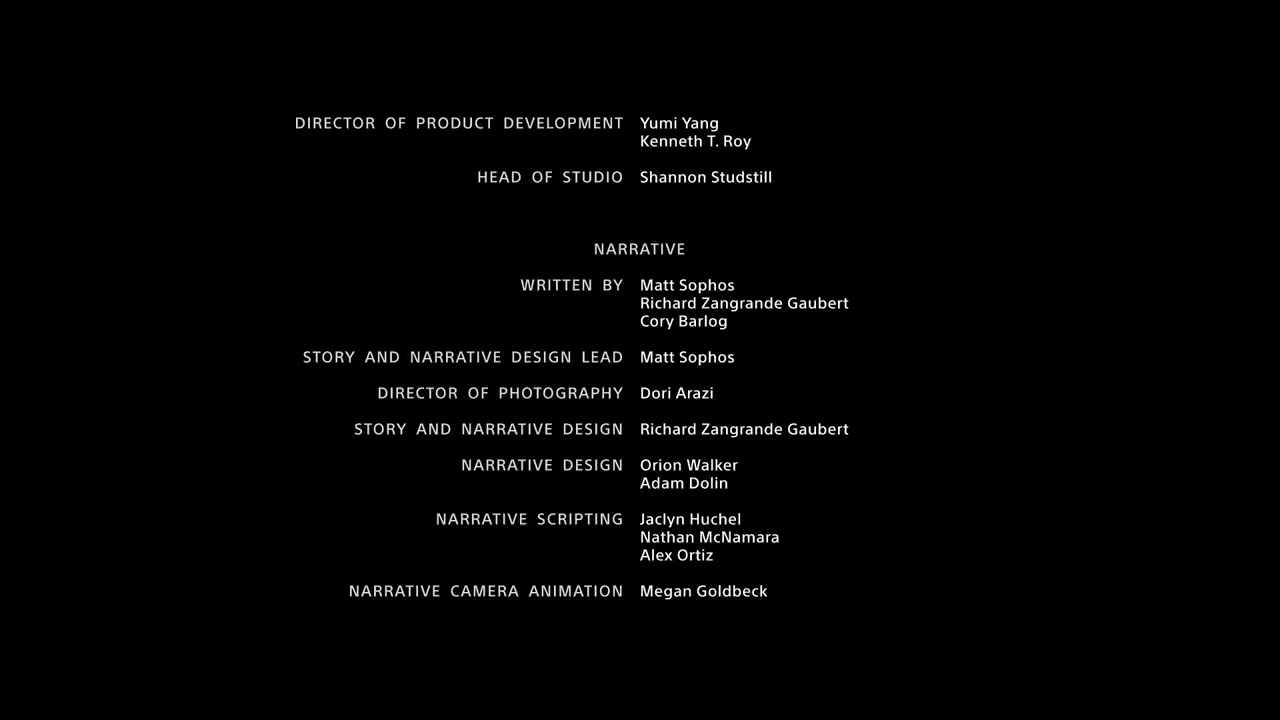 DIRECTOR OF PRODUCT DEVELOPMENT Yumi Yang
Kenneth T. Roy
HEAD OF STUDIO Shannon Studstill
NARRATIVE
WRITTEN BY Matt Sophos
Richard Zangrande Gaubert
Cory Barlog
STORY AND NARRATIVE DESIGN LEAD Matt Sophos
DIRECTOR OF PHOTOGRAPHY Dori Arazi
STORY AND NARRATIVE DESIGN Richard Zangrande Gaubert
NARRATIVE DESIGN Orion Walker
Adam Dolin
NARRATIVE SCRIPTING Jaclyn Huchel
Nathan McNamara
Alex Ortiz
NARRATIVE CAMERA ANIMATION Megan Goldbeck